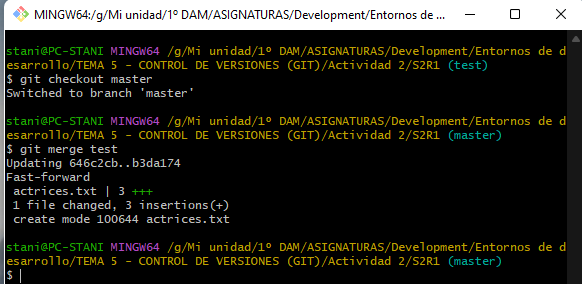 MINGW64:/g/Mi unidad/1º DAM/ASIGNATURAS/Development/Entornos de ...
stani@PC-STANI MINGW64 /g/Mi unidad/1º DAM/ASIGNATURAS/Development/Entornos de d
esarrollo/TEMA 5 - CONTROL DE VERSIONES (GIT)/Actividad 2/S2R1 (test)
$ git checkout master
Switched to branch 'master'
stani@PC-STANI MINGW64 /g/Mi unidad/1º DAM/ASIGNATURAS/Development/Entornos de d
esarrollo/TEMA 5 - CONTROL DE VERSIONES (GIT)/Actividad 2/S2R1 (master)
$ git merge test
Updating 646c2cb..b3da174
Fast-forward
actrices.txt | 3 +++
1 file changed, 3 insertions(+)
create mode 100644 actrices.txt
stani@PC-STANI MINGW64 /g/Mi unidad/1º DAM/ASIGNATURAS/Development/Entornos de d
esarrollo/TEMA 5 - CONTROL DE VERSIONES (GIT)/Actividad 2/S2R1 (master)
$